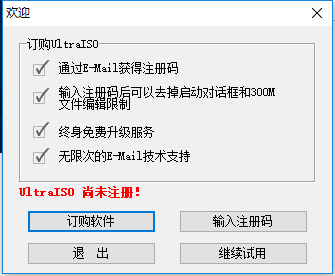 欢迎
订购UltraISO
通过E-Mail获得注册码
输入注册码后可以去掉启动对话框和300M
文件编辑限制
终身免费升级服务
无限次的E-Mail技术支持
UltraISO 尚未注册!
订购软件
输入注册码
退 出
继续试用